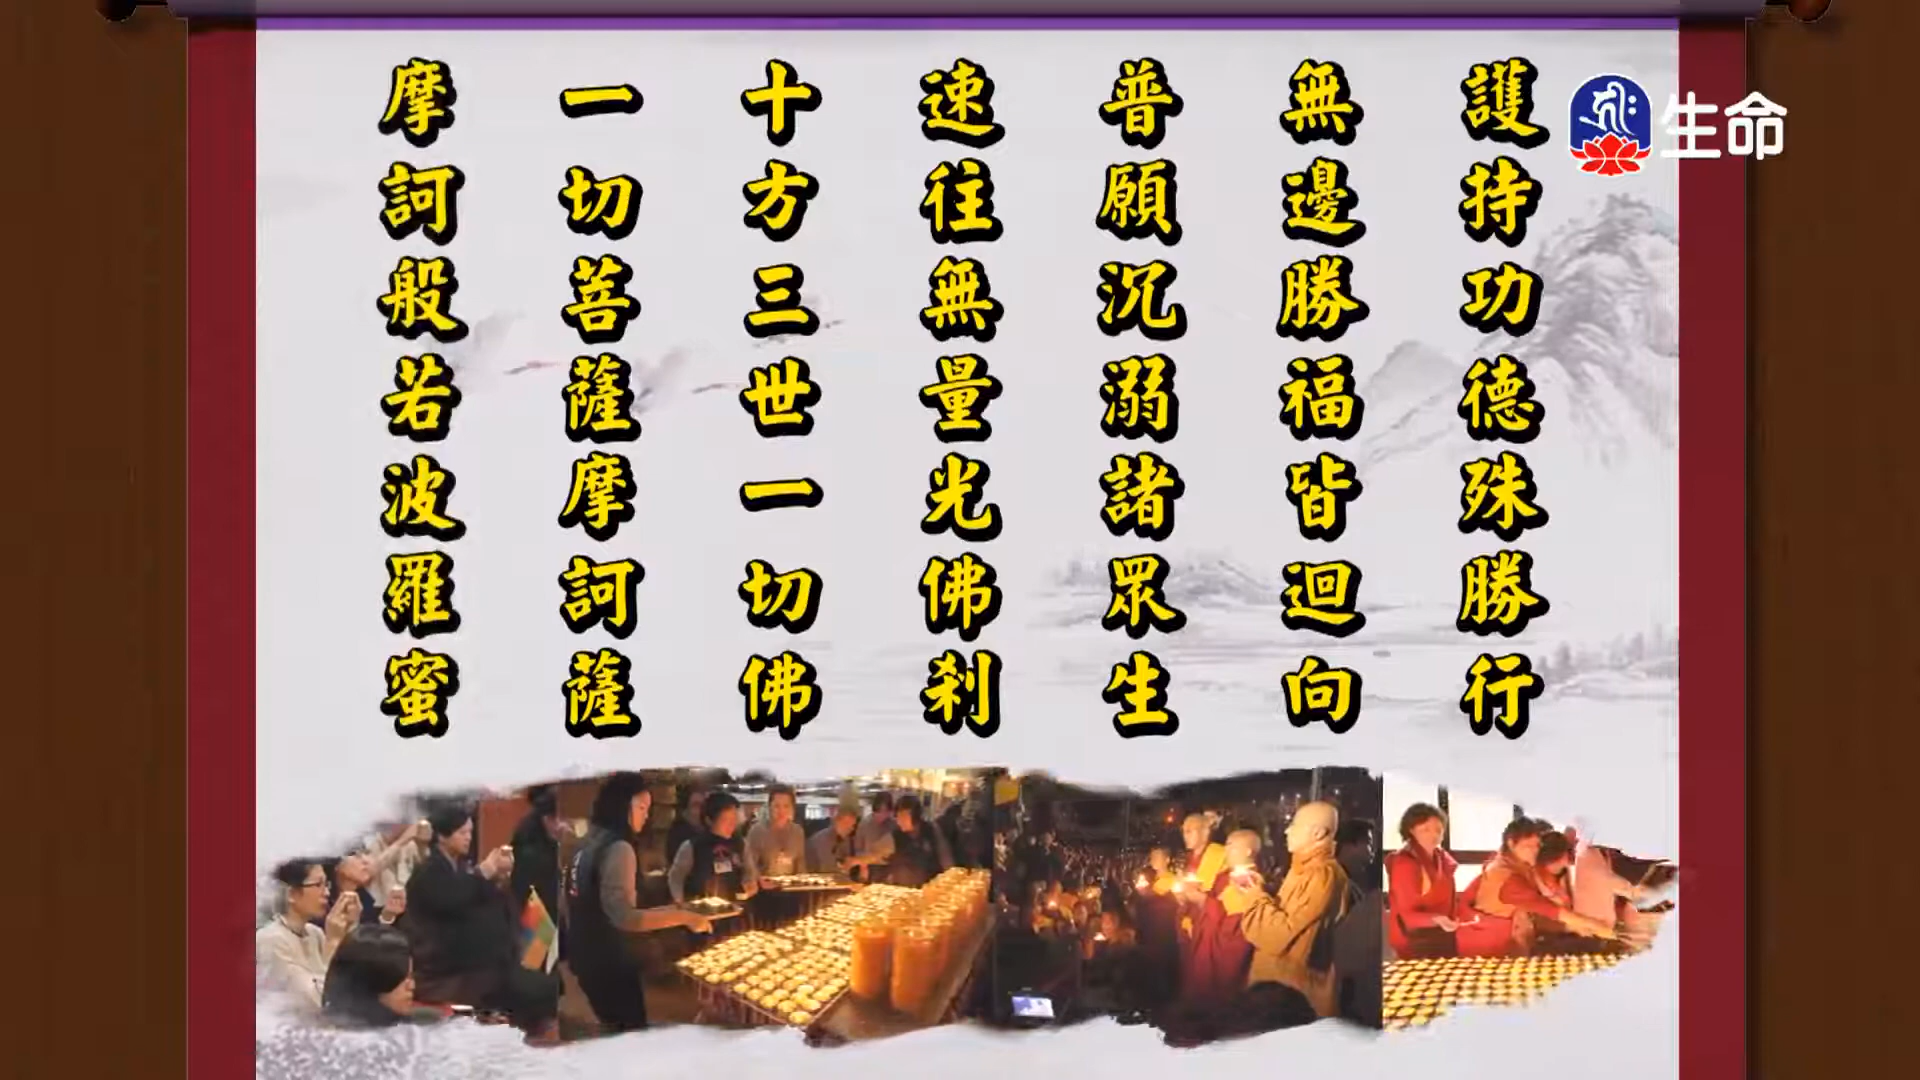 護持功德殊勝行
無邊勝福皆迴向
普願沉溺諸眾生
速往無量光佛剎
十方三世一切佛
一切菩薩摩訶薩
摩訶般若波羅蜜
生命